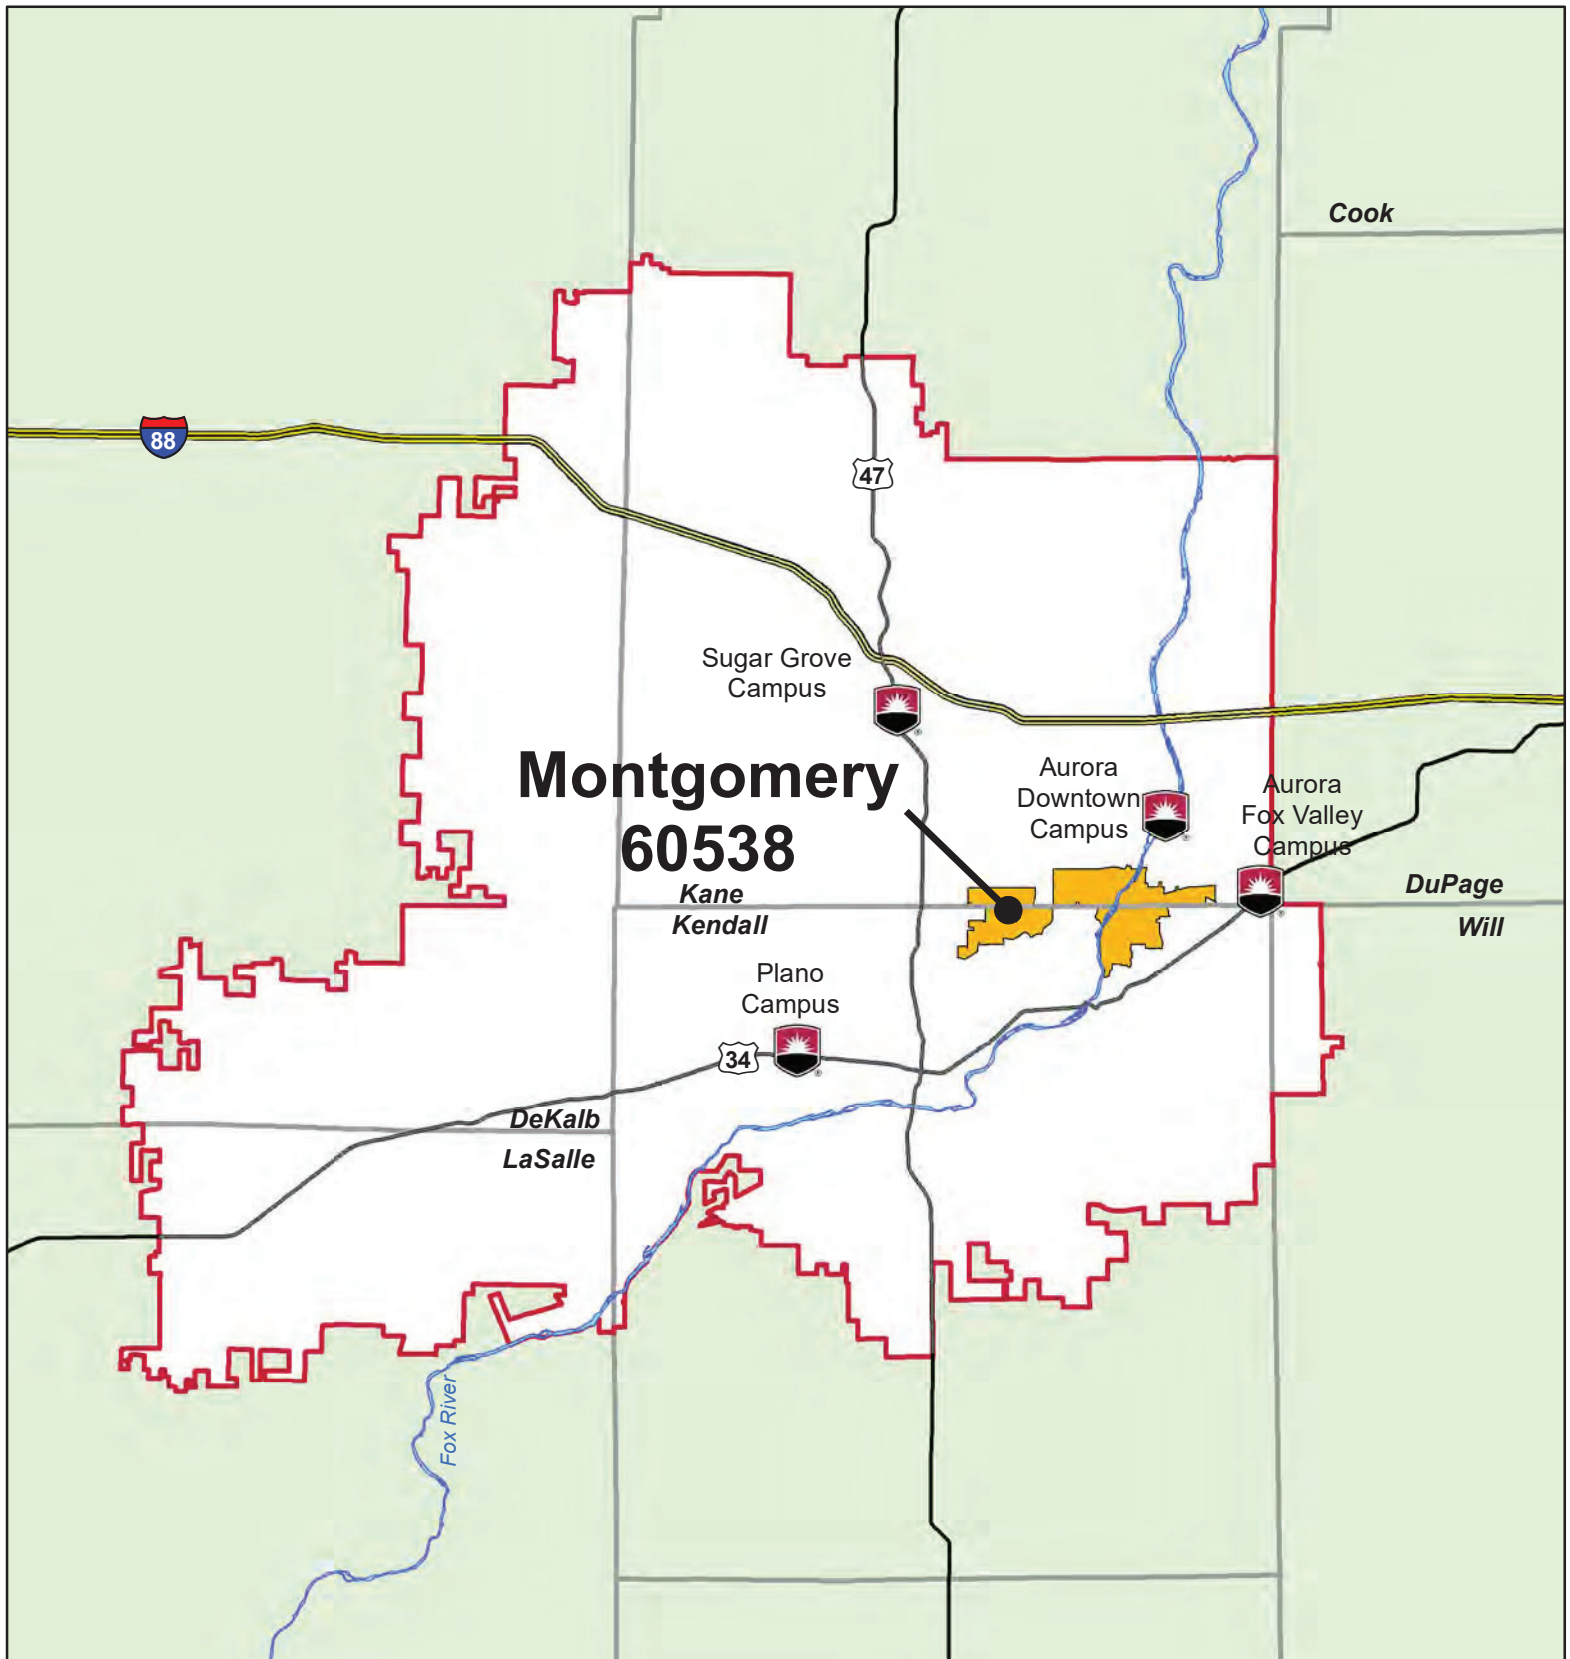 Cook
88
47
Sugar Grove
Campus
Montgomery
60538
Aurora
Downtown
Campus
Aurora
Fox Valley
Campus
Kane
Kendall
DuPage
Will
Plano
Campus
34
DeKalb
LaSalle
Fox River